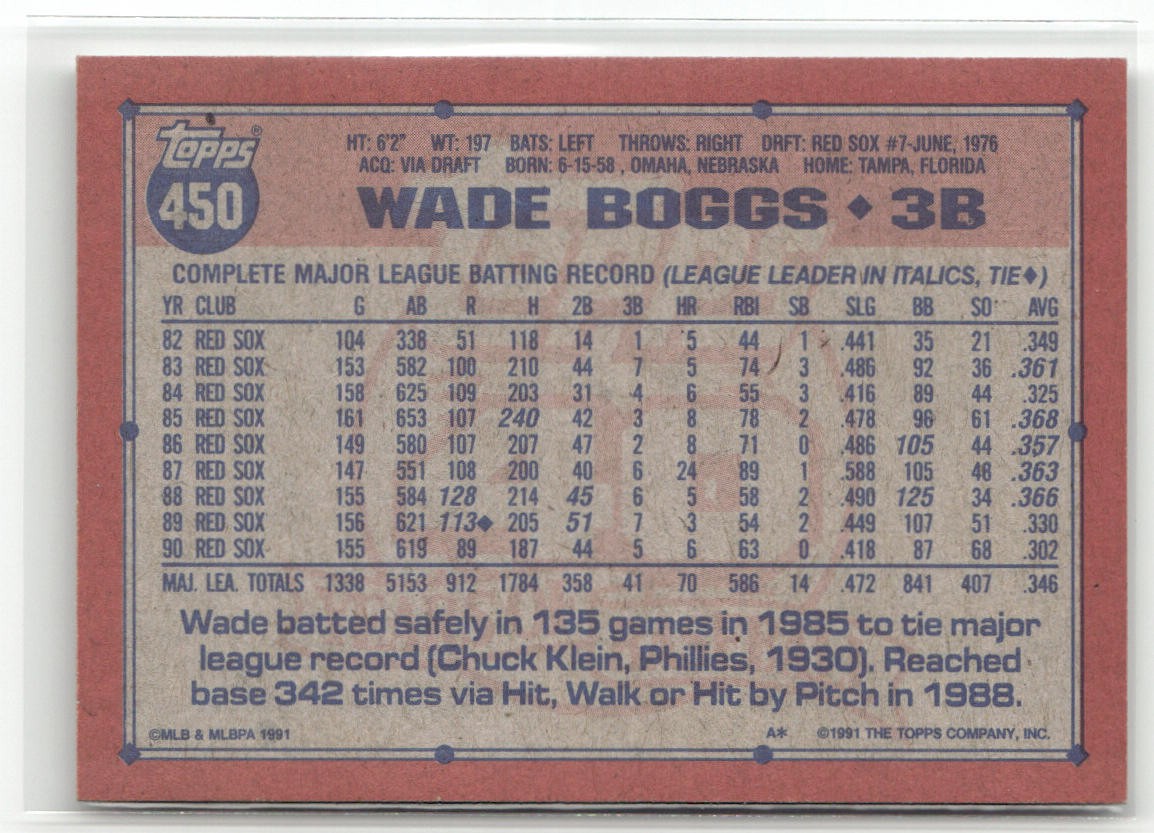 topps®
450
HT: 6'2" WT: 197 BATS: LEFT THROWS: RIGHT DRFT: RED SOX #7-JUNE, 1976
ACQ: VIA DRAFT BORN: 6-15-58 , OMAHA, NEBRASKA HOME: TAMPA, FLORIDA
WADE BOGGS ♦ 3B
COMPLETE MAJOR LEAGUE BATTING RECORD (LEAGUE LEADER IN ITALICS, TIE♦)
YR CLUB G AB R H 2B 3B HR RBI SB SLG BB SO AVG
82 RED SOX 104 338 51 118 14 1 5 44 1 .441 35 21 .349
83 RED SOX 153 582 100 210 44 7 5 74 3 .486 92 36 .361
84 RED SOX 158 625 109 203 31 4 6 55 3 .416 89 44 .325
85 RED SOX 161 653 107 240 42 3 8 78 2 .478 96 61 .368
86 RED SOX 149 580 107 207 47 2 8 71 0 .486 105 44 .357
87 RED SOX 147 551 108 200 40 6 24 89 1 .588 105 48 .363
88 RED SOX 155 584 128 214 45 6 5 58 2 .490 125 34 .366
89 RED SOX 156 621 113♦ 205 51 7 3 54 2 .449 107 51 .330
90 RED SOX 155 619 89 187 44 5 6 63 0 .418 87 68 .302
MAJ. LEA. TOTALS 1338 5153 912 1784 358 41 70 586 14 .472 841 407 .346
Wade batted safely in 135 games in 1985 to tie major
league record (Chuck Klein, Phillies, 1930). Reached
base 342 times via Hit, Walk or Hit by Pitch in 1988.
©MLB & MLBPA 1991 A* ©1991 THE TOPPS COMPANY, INC.